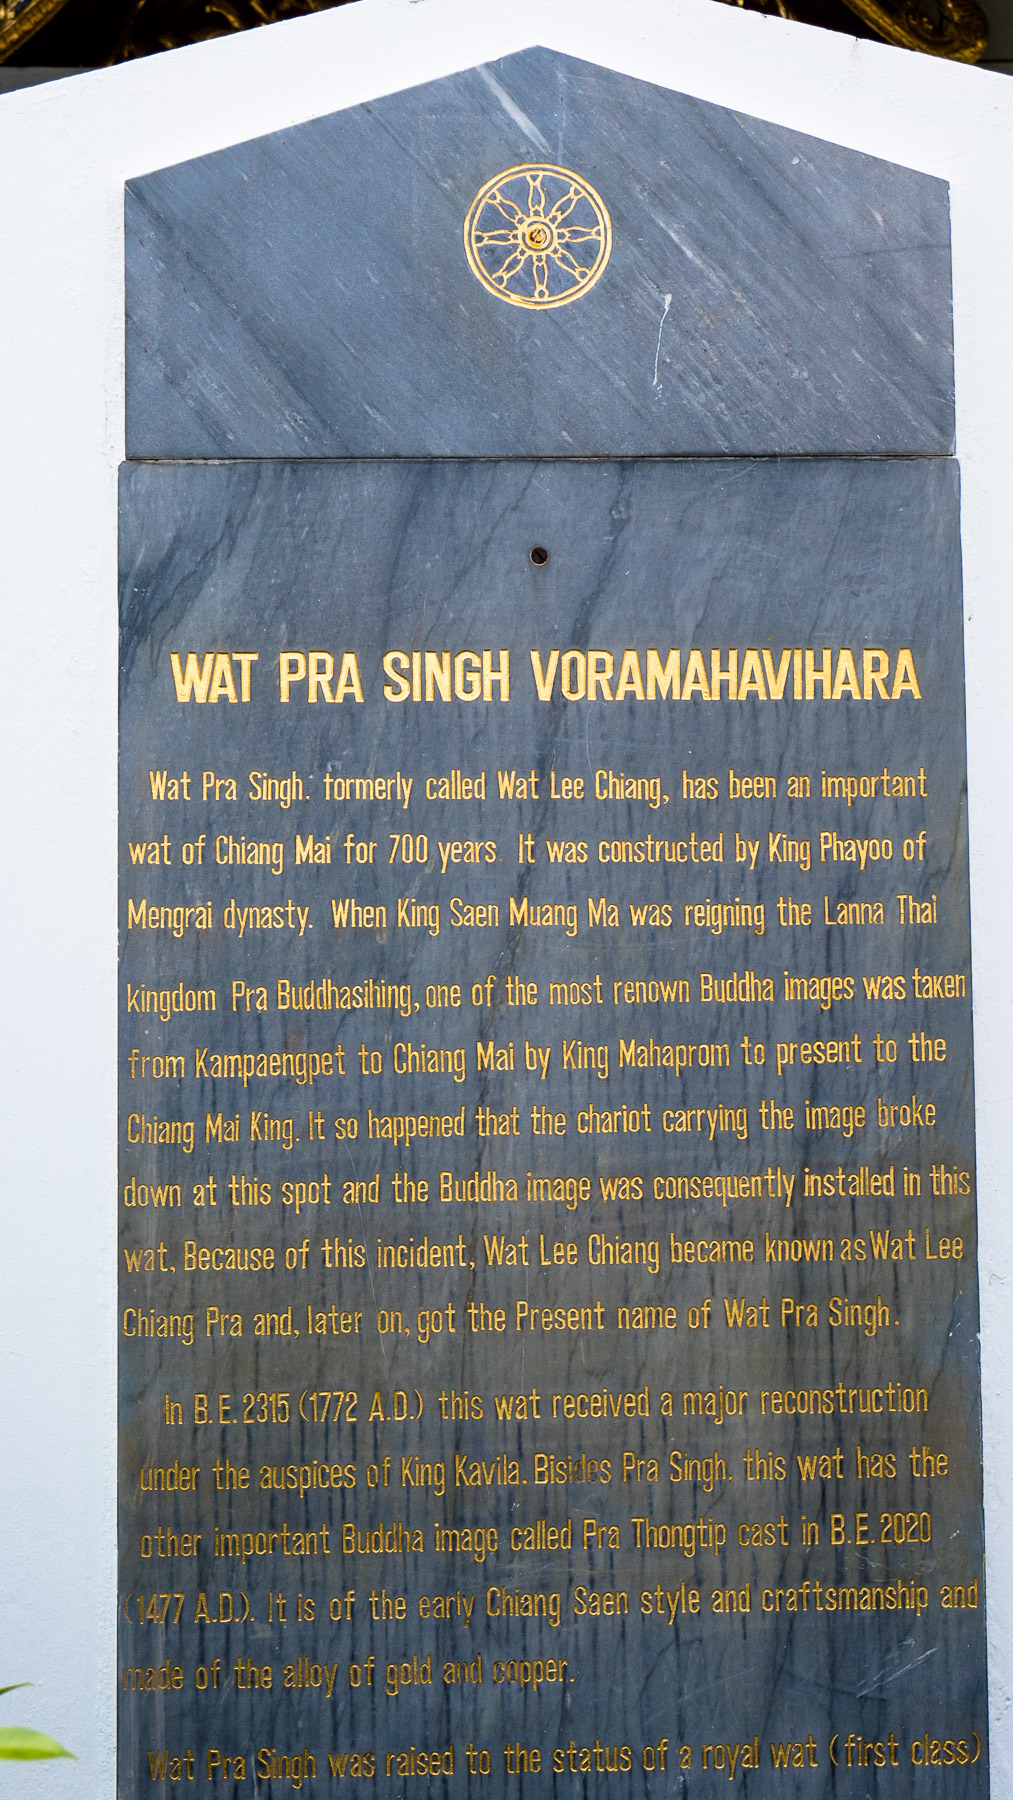 WAT PRA SINGH VORAMAHAVIHARA
Wat Pra Singh, formerly called Wat Lee Chiang, has been an important
wat of Chiang Mai for 700 years. It was constructed by King Phayoo of
Mengrai dynasty. When King Saen Muang Ma was reigning the Lanna Thai
kingdom Pra Buddhasihing, one of the most renown Buddha images was taken
from Kampaengpet to Chiang Mai by King Mahaprom to present to the
Chiang Mai King. It so happened that the chariot carrying the image broke
down at this spot and the Buddha image was consequently installed in this
wat, Because of this incident, Wat Lee Chiang became known as Wat Lee
Chiang Pra and, later on, got the Present name of Wat Pra Singh.
In B.E. 2315 (1772 A.D.) this wat received a major reconstruction
under the auspices of King Kavila. Bisides Pra Singh, this wat has the
other important Buddha image called Pra Thongtip cast in B.E. 2020
(1477 A.D.). It is of the early Chiang Saen style and craftsmanship and
made of the alloy of gold and copper.
Wat Pra Singh was raised to the status of a royal wat (first class)